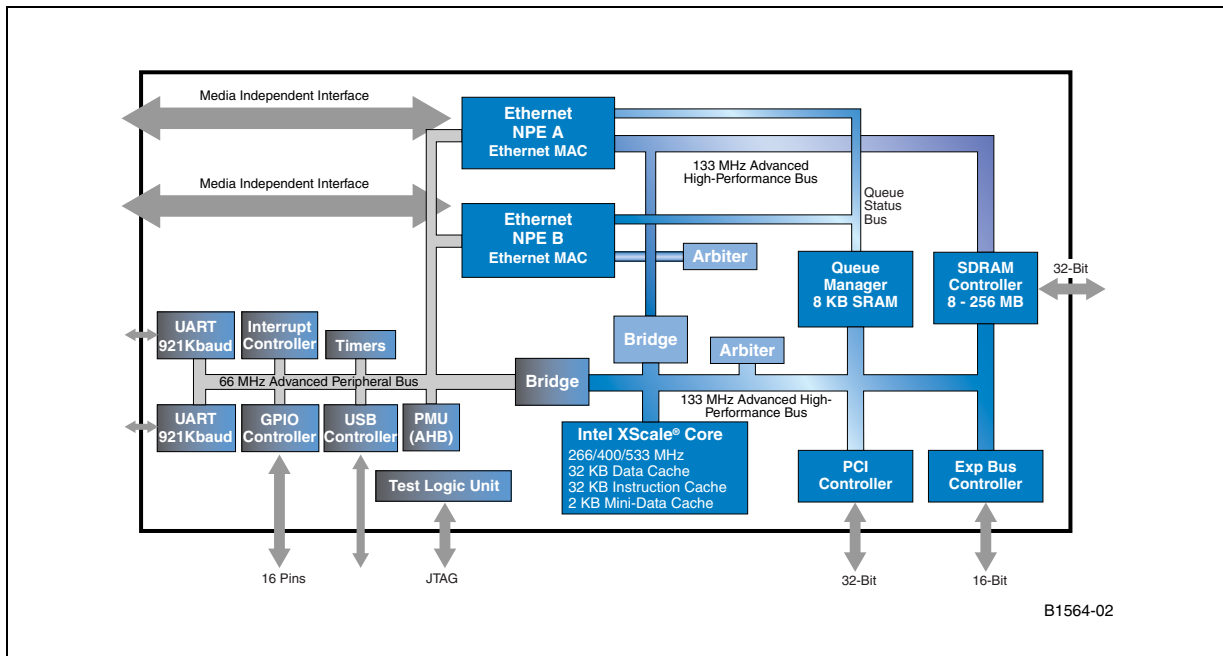 Media Independent Interface
Ethernet
NPE A
Ethernet MAC
133 MHz Advanced
High-Performance Bus
Queue
Status
Bus
Media Independent Interface
Ethernet
NPE B
Ethernet MAC
Arbiter
Queue
Manager
8 KB SRAM
SDRAM
Controller
8 - 256 MB
32-Bit
UART
921Kbaud
Interrupt
Controller
Timers
Bridge
Arbiter
66 MHz Advanced Peripheral Bus
Bridge
133 MHz Advanced High-
Performance Bus
UART
921Kbaud
GPIO
Controller
USB
Controller
PMU
(AHB)
Intel XScale® Core
266/400/533 MHz
32 KB Data Cache
32 KB Instruction Cache
2 KB Mini-Data Cache
PCI
Controller
Exp Bus
Controller
Test Logic Unit
16 Pins
JTAG
32-Bit
16-Bit
B1564-02